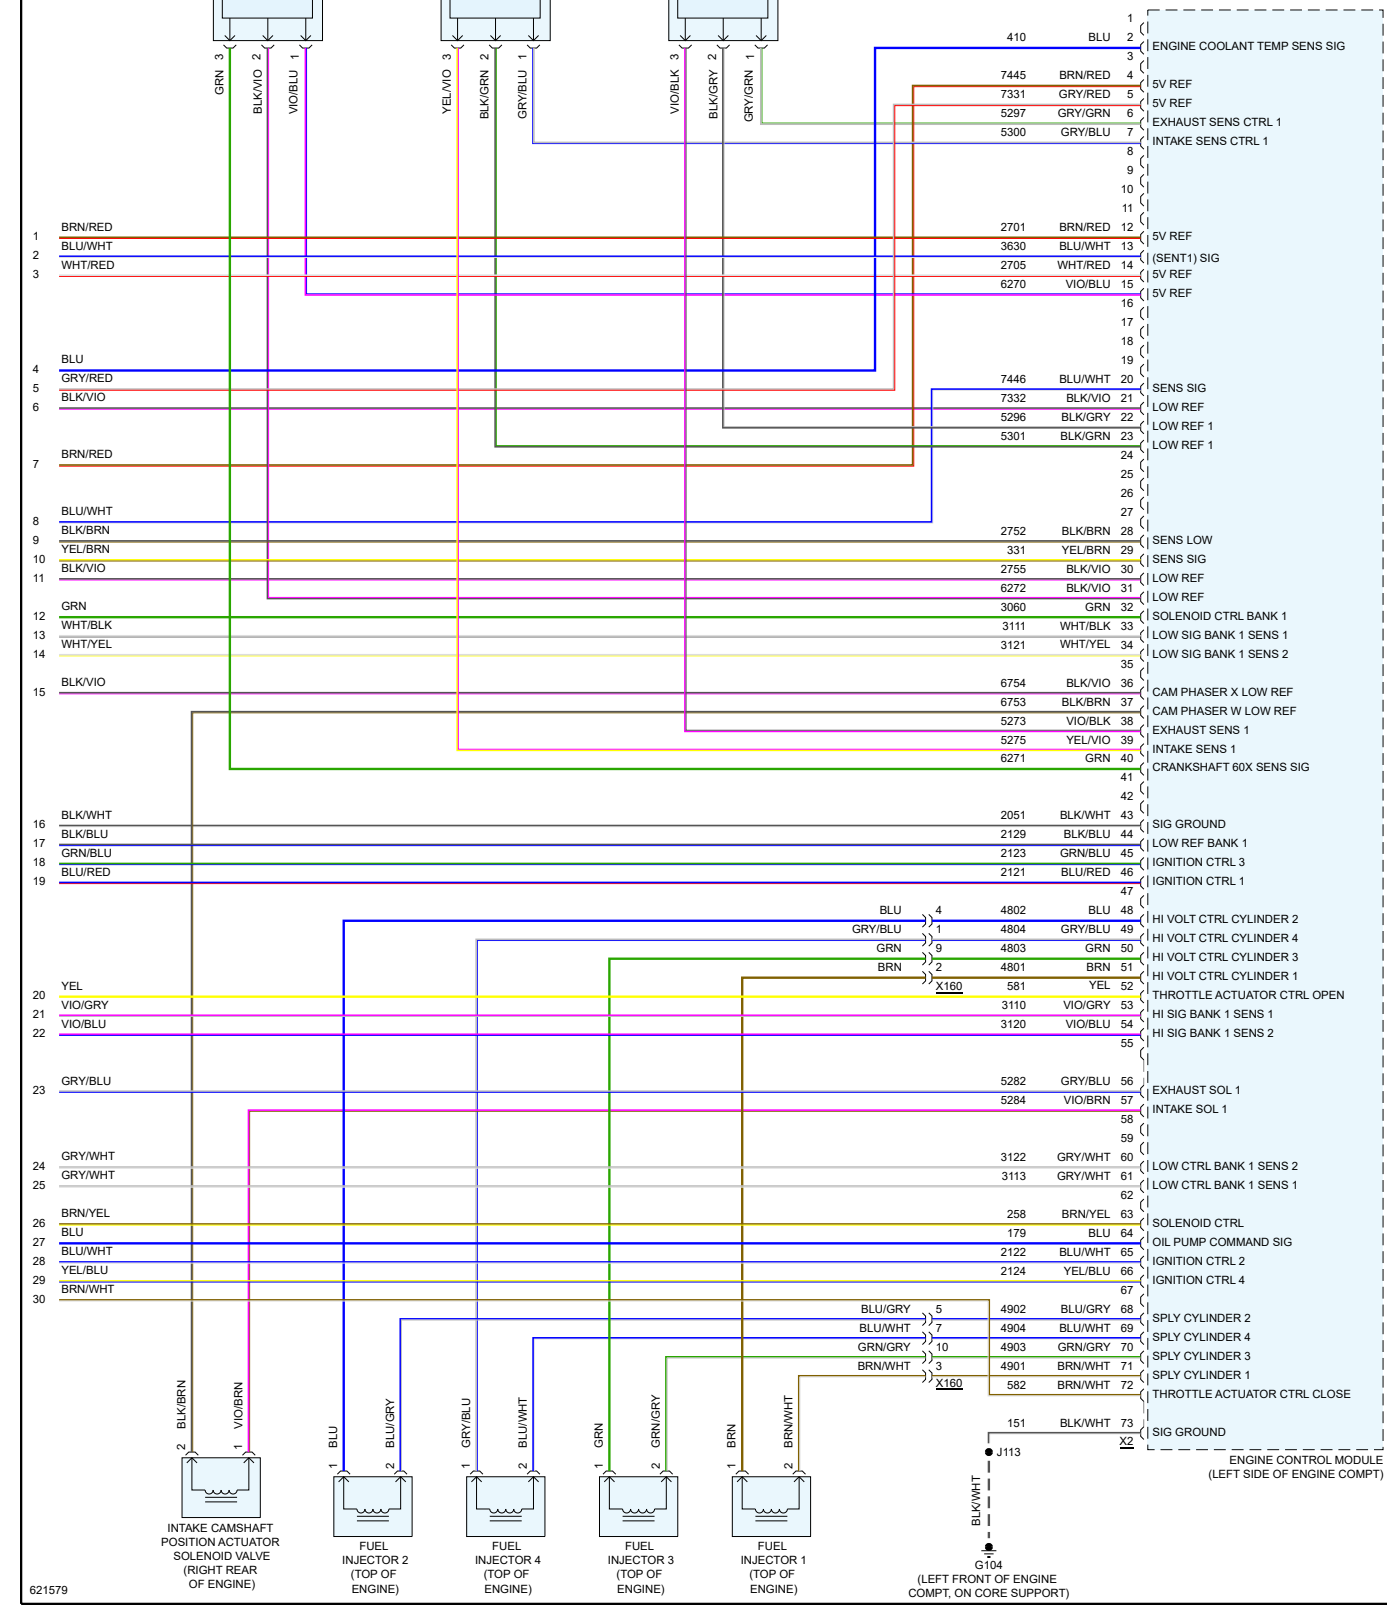 GRN 3
BLK/VIO 2
VIO/BLU 1
YEL/VIO 3
BLK/GRN 2
GRY/BLU 1
VIO/BLK 3
BLK/GRY 2
GRY/GRN 1
1
410 BLU 2 ENGINE COOLANT TEMP SENS SIG
3
7445 BRN/RED 4 5V REF
7331 GRY/RED 5 5V REF
5297 GRY/GRN 6 EXHAUST SENS CTRL 1
5300 GRY/BLU 7 INTAKE SENS CTRL 1
8
9
10
11
1 BRN/RED 2701 BRN/RED 12 5V REF
2 BLU/WHT 3630 BLU/WHT 13 (SENT1) SIG
3 WHT/RED 2705 WHT/RED 14 5V REF
6270 VIO/BLU 15 5V REF
16
17
18
19
4 BLU
5 GRY/RED 7446 BLU/WHT 20 SENS SIG
6 BLK/VIO 7332 BLK/VIO 21 LOW REF
5296 BLK/GRY 22 LOW REF 1
5301 BLK/GRN 23 LOW REF 1
7 BRN/RED 24
25
26
27
8 BLU/WHT
9 BLK/BRN 2752 BLK/BRN 28 SENS LOW
10 YEL/BRN 331 YEL/BRN 29 SENS SIG
11 BLK/VIO 2755 BLK/VIO 30 LOW REF
6272 BLK/VIO 31 LOW REF
12 GRN 3060 GRN 32 SOLENOID CTRL BANK 1
13 WHT/BLK 3111 WHT/BLK 33 LOW SIG BANK 1 SENS 1
14 WHT/YEL 3121 WHT/YEL 34 LOW SIG BANK 1 SENS 2
35
15 BLK/VIO 6754 BLK/VIO 36 CAM PHASER X LOW REF
6753 BLK/BRN 37 CAM PHASER W LOW REF
5273 VIO/BLK 38 EXHAUST SENS 1
5275 YEL/VIO 39 INTAKE SENS 1
6271 GRN 40 CRANKSHAFT 60X SENS SIG
41
42
16 BLK/WHT 2051 BLK/WHT 43 SIG GROUND
17 BLK/BLU 2129 BLK/BLU 44 LOW REF BANK 1
18 GRN/BLU 2123 GRN/BLU 45 IGNITION CTRL 3
19 BLU/RED 2121 BLU/RED 46 IGNITION CTRL 1
47
BLU 4 4802 BLU 48 HI VOLT CTRL CYLINDER 2
GRY/BLU 1 4804 GRY/BLU 49 HI VOLT CTRL CYLINDER 4
GRN 9 4803 GRN 50 HI VOLT CTRL CYLINDER 3
BRN 2 4801 BRN 51 HI VOLT CTRL CYLINDER 1
20 YEL X160 581 YEL 52 THROTTLE ACTUATOR CTRL OPEN
21 VIO/GRY 3110 VIO/GRY 53 HI SIG BANK 1 SENS 1
22 VIO/BLU 3120 VIO/BLU 54 HI SIG BANK 1 SENS 2
55
23 GRY/BLU 5282 GRY/BLU 56 EXHAUST SOL 1
5284 VIO/BRN 57 INTAKE SOL 1
58
59
24 GRY/WHT 3122 GRY/WHT 60 LOW CTRL BANK 1 SENS 2
25 GRY/WHT 3113 GRY/WHT 61 LOW CTRL BANK 1 SENS 1
62
26 BRN/YEL 258 BRN/YEL 63 SOLENOID CTRL
27 BLU 179 BLU 64 OIL PUMP COMMAND SIG
28 BLU/WHT 2122 BLU/WHT 65 IGNITION CTRL 2
29 YEL/BLU 2124 YEL/BLU 66 IGNITION CTRL 4
30 BRN/WHT 67
BLU/GRY 5 4902 BLU/GRY 68 SPLY CYLINDER 2
BLU/WHT 7 4904 BLU/WHT 69 SPLY CYLINDER 4
GRN/GRY 10 4903 GRN/GRY 70 SPLY CYLINDER 3
BRN/WHT 3 4901 BRN/WHT 71 SPLY CYLINDER 1
X160 582 BRN/WHT 72 THROTTLE ACTUATOR CTRL CLOSE
151 BLK/WHT 73 SIG GROUND
X2
ENGINE CONTROL MODULE
(LEFT SIDE OF ENGINE COMPT)
J113
BLK/WHT
G104
(LEFT FRONT OF ENGINE
COMPT, ON CORE SUPPORT)
2 BLK/BRN
1 VIO/BRN
INTAKE CAMSHAFT
POSITION ACTUATOR
SOLENOID VALVE
(RIGHT REAR
OF ENGINE)
1 BLU
2 BLU/GRY
FUEL
INJECTOR 2
(TOP OF
ENGINE)
1 GRY/BLU
2 BLU/WHT
FUEL
INJECTOR 4
(TOP OF
ENGINE)
1 GRN
2 GRN/GRY
FUEL
INJECTOR 3
(TOP OF
ENGINE)
1 BRN
2 BRN/WHT
FUEL
INJECTOR 1
(TOP OF
ENGINE)
621579